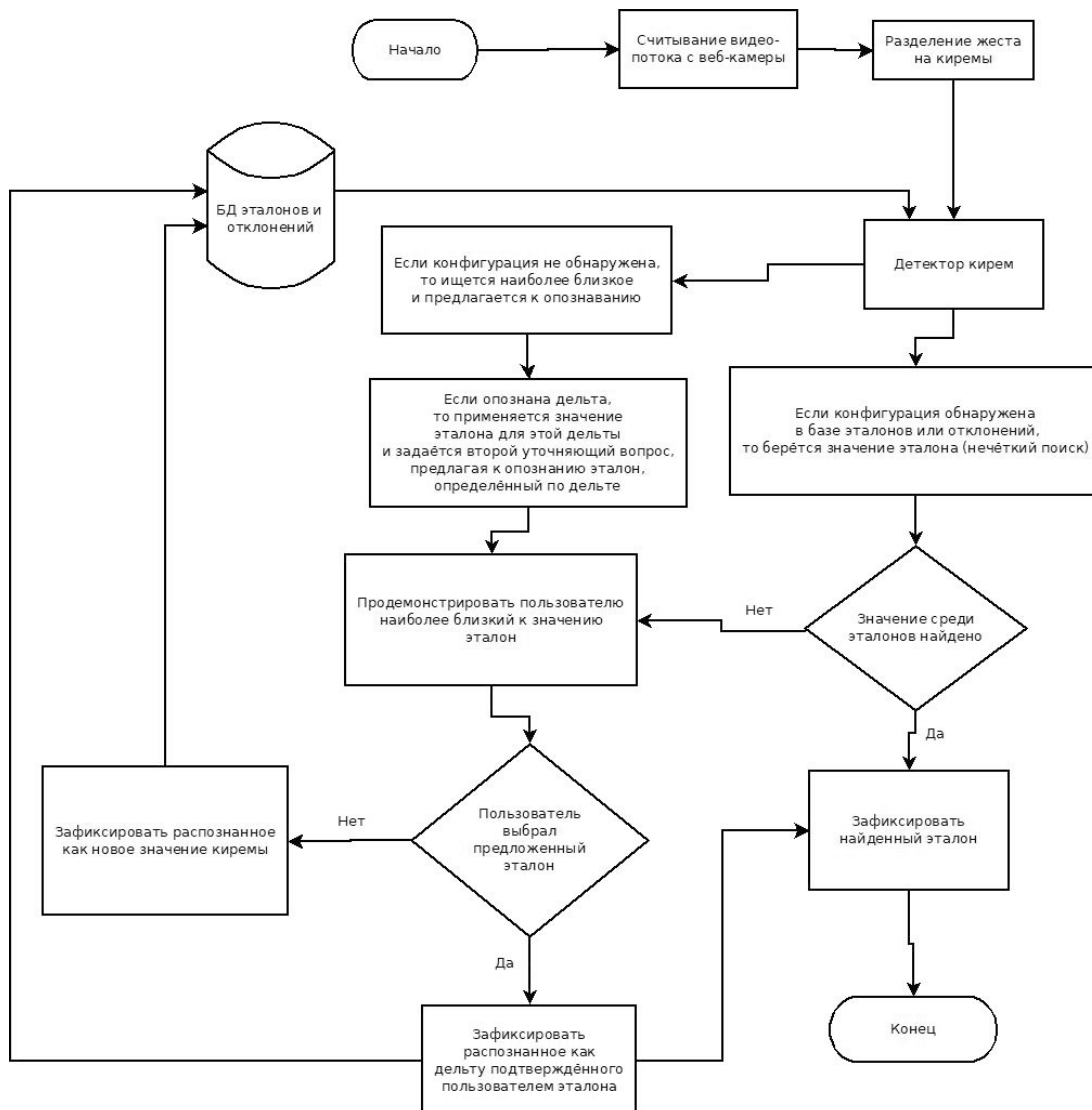 Начало
Считывание видео-
потока с веб-камеры
Разделение жеста
на киремы
БД эталонов и
отклонений
Детектор кирем
Если конфигурация не обнаружена,
то ищется наиболее близкое
и предлагается к опознаванию
Если опознана дельта,
то применяется значение
эталона для этой дельты
и задаётся второй уточняющий вопрос,
предлагая к опознанию эталон,
определённый по дельте
Если конфигурация обнаружена
в базе эталонов или отклонений,
то берётся значение эталона (нечёткий поиск)
Продемонстрировать пользователю
наиболее близкий к значению
эталон
Нет
Значение среди
эталонов найдено
Да
Зафиксировать распознанное
как новое значение киремы
Нет
Пользователь
выбрал
предложенный
эталон
Зафиксировать
найденный эталон
Да
Зафиксировать
распознанное как
дельту подтверждённого
пользователем эталона
Конец